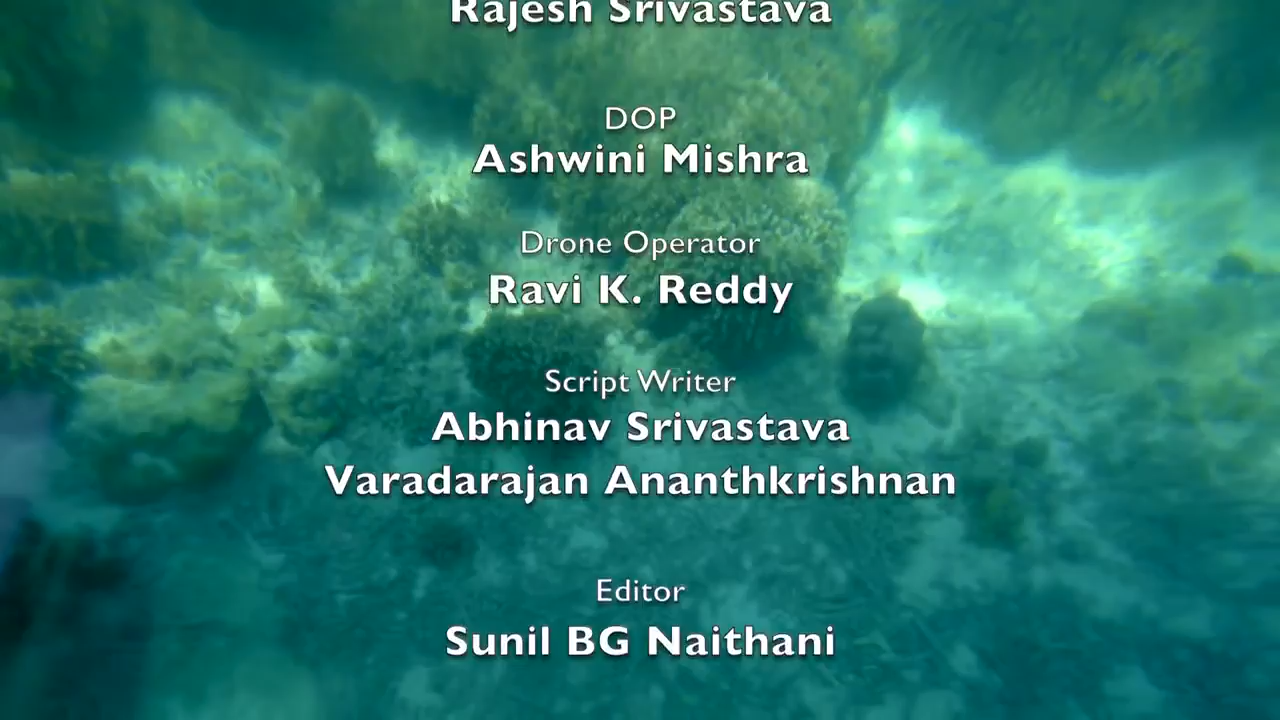 Rajesh Srivastava
DOP
Ashwini Mishra
Drone Operator
Ravi K. Reddy
Script Writer
Abhinav Srivastava
Varadarajan Ananthkrishnan
Editor
Sunil BG Naithani